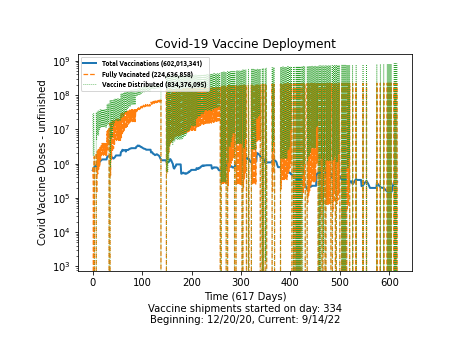 Covid-19 Vaccine Deployment
Total Vaccinations (602,013,341)
Fully Vacinated (224,636,858)
Vaccine Distributed (834,376,095)
Covid Vaccine Doses - unfinished
10⁹
10⁸
10⁷
10⁶
10⁵
10⁴
10³
0 100 200 300 400 500 600
Time (617 Days)
Vaccine shipments started on day: 334
Beginning: 12/20/20, Current: 9/14/22